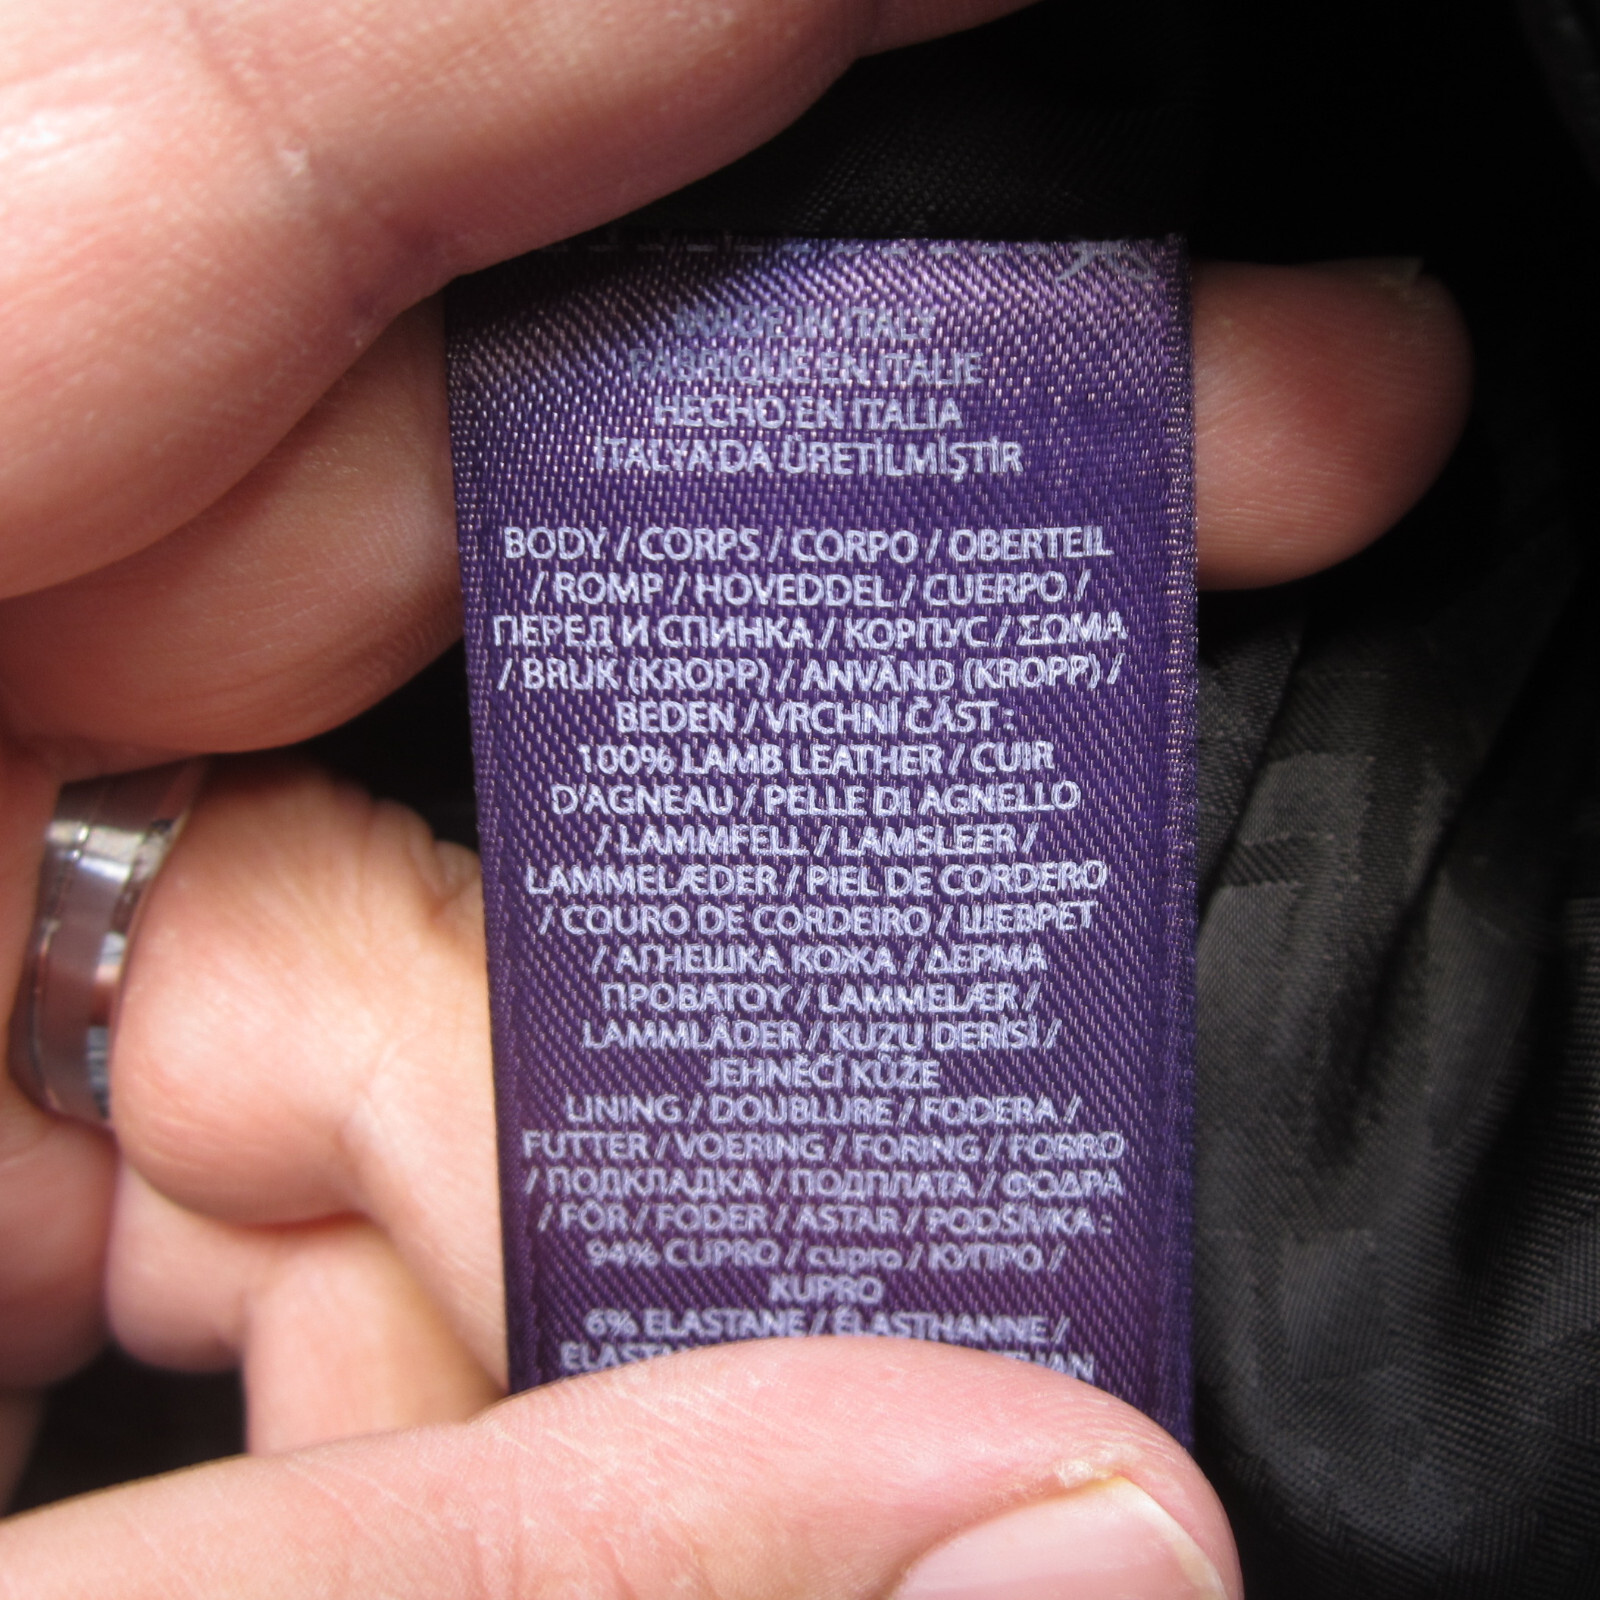 MADE IN ITALY
FABRIQUE EN ITALIE
HECHO EN ITALIA
ITALYA'DA ÜRETİLMİŞTİR
BODY / CORPS / CORPO / OBERTEIL
/ ROMP / HOVEDDEL / CUERPO /
ПЕРЕД И СПИНКА / КОРПУС / ΣΩΜΑ
/ BRUK (KROPP) / ANVÄND (KROPP) /
BEDEN / VRCHNÍ ČÁST :
100% LAMB LEATHER / CUIR
D'AGNEAU / PELLE DI AGNELLO
/ LAMMFELL / LAMSLEER /
LAMMELÆDER / PIEL DE CORDERO
/ COURO DE CORDEIRO / ШЕВРЕТ
/ АГНЕШКА КОЖА / ΔΕΡΜΑ
ΠΡΟΒΑΤΟΥ / LAMMELÆR /
LAMMLÄDER / KUZU DERİSİ /
JEHNĚČÍ KŮŽE
LINING / DOUBLURE / FODERA /
FUTTER / VOERING / FORING / FORRO
/ ПОДКЛАДКА / ПОДПЛАТА / ΦΟΔΡΑ
/ FÔR / FODER / ASTAR / PODŠÍVKA :
94% CUPRO / cupro / ΚΥΠΡΟ /
KUPRO
6% ELASTANE / ÉLASTHANNE /